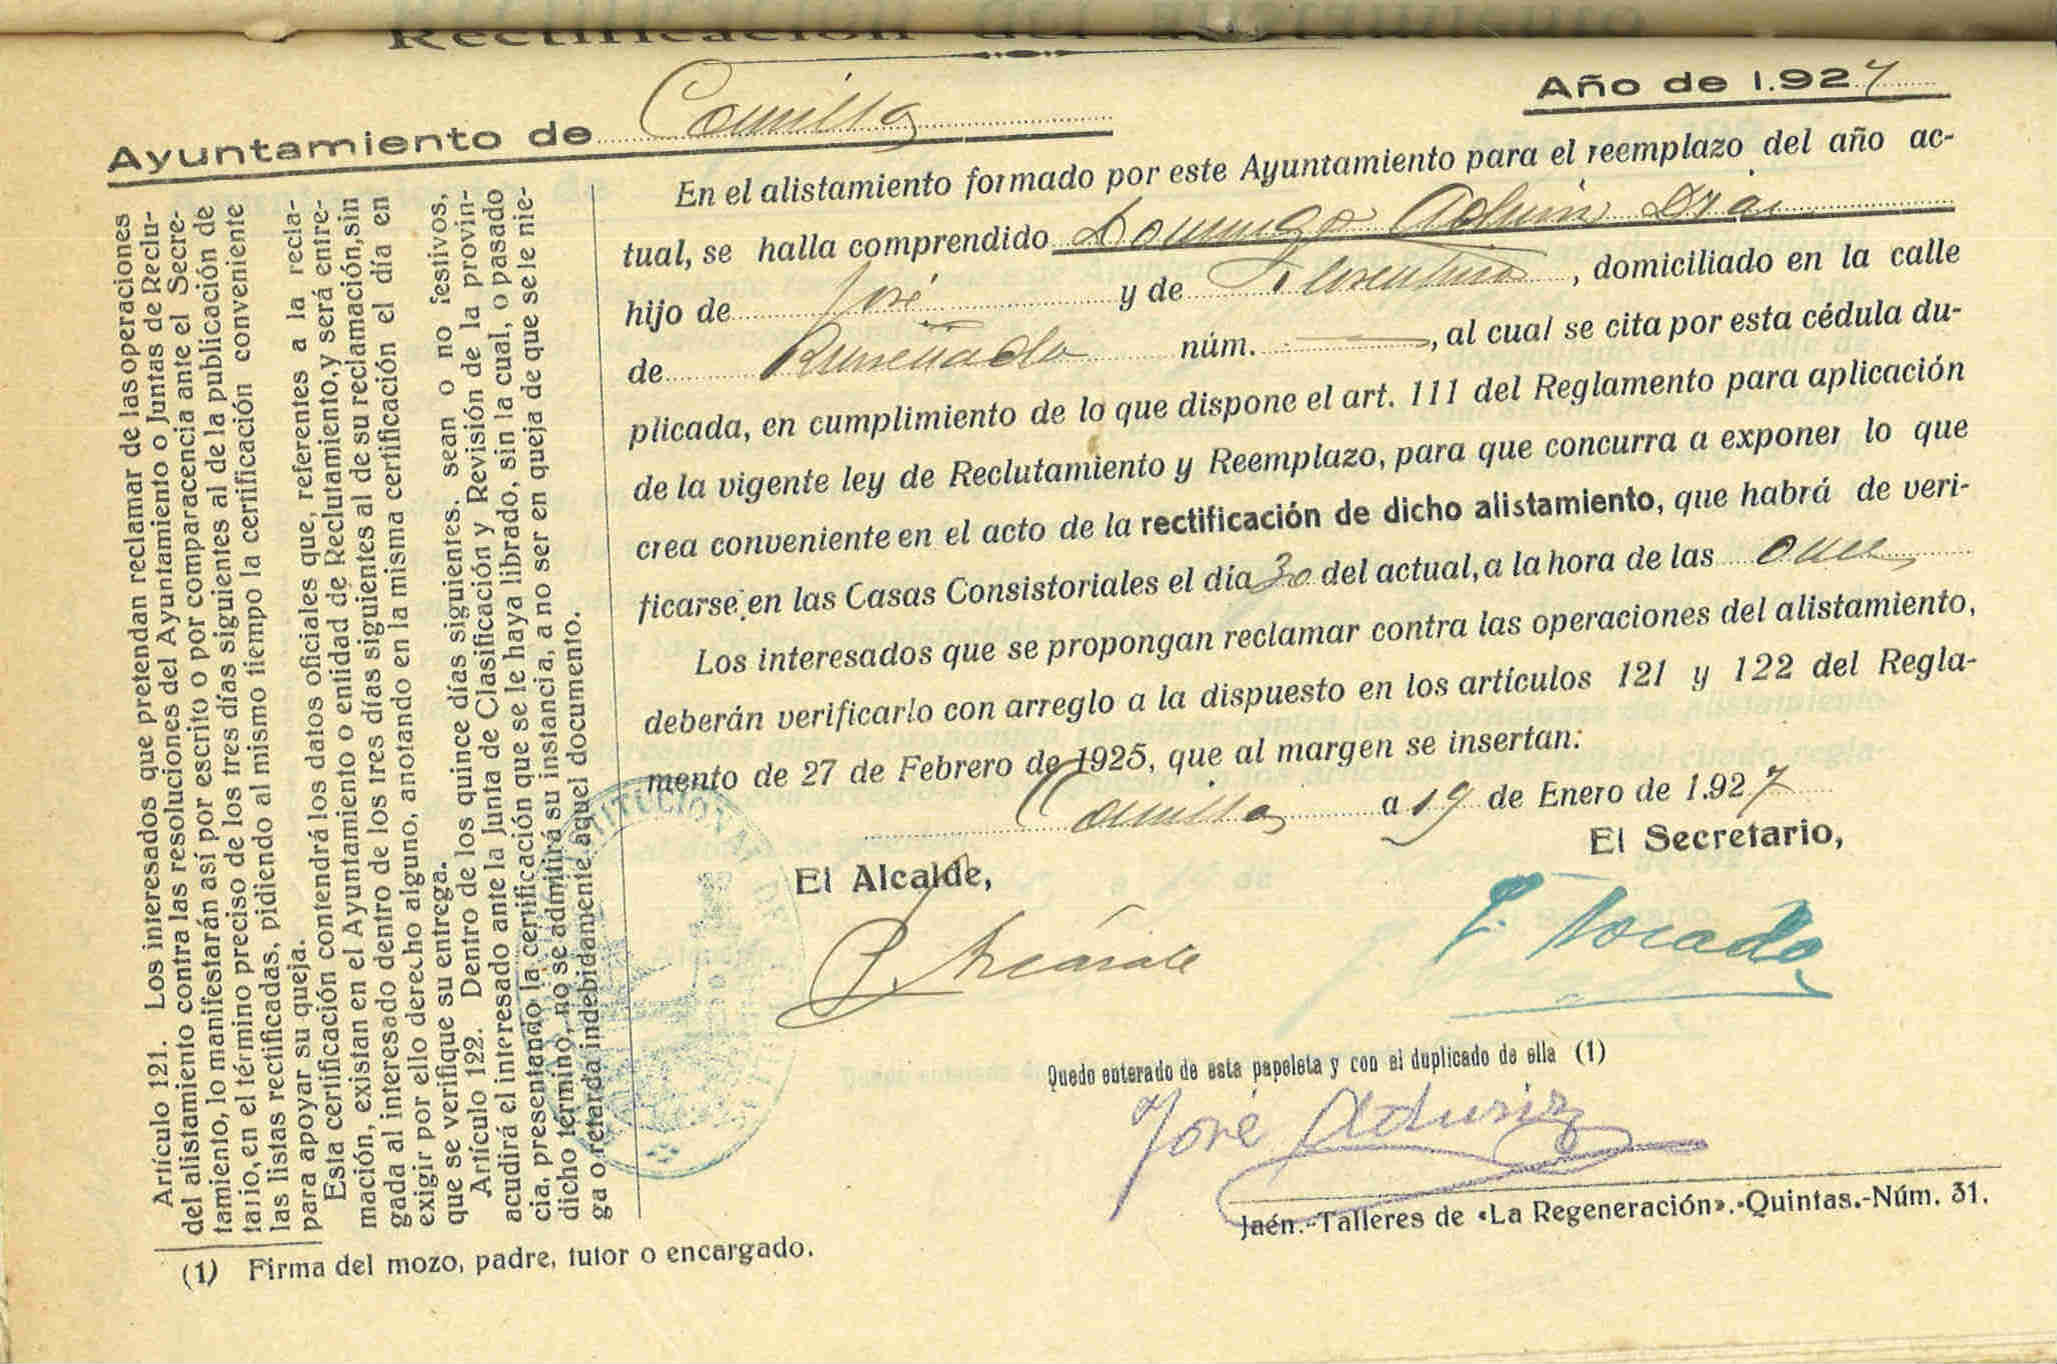 Rectificación del alistamiento
Año de 1.927
Ayuntamiento de Comillas
En el alistamiento formado por este Ayuntamiento para el reemplazo del año ac-
tual, se halla comprendido Domingo
hijo de José y de Florentina, domiciliado en la calle
de Ruiseñada núm. —, al cual se cita por esta cédula du-
plicada, en cumplimiento de lo que dispone el art. 111 del Reglamento para aplicación
de la vigente ley de Reclutamiento y Reemplazo, para que concurra a exponer lo que
crea conveniente en el acto de la rectificación de dicho alistamiento, que habrá de veri-
ficarse en las Casas Consistoriales el día 30 del actual, a la hora de las once
Los interesados que se propongan reclamar contra las operaciones del alistamiento,
deberán verificarlo con arreglo a la dispuesto en los artículos 121 y 122 del Regla-
mento de 27 de Febrero de 1925, que al margen se insertan:
Comillas a 19 de Enero de 1.927
El Alcalde,
El Secretario,
Quedo enterado de esta papeleta y con el duplicado de ella (1)
José Aduriz
Jaén.-Talleres de «La Regeneración».-Quintas.-Núm. 31.
Artículo 121. Los interesados que pretendan reclamar de las operaciones
del alistamiento contra las resoluciones del Ayuntamiento o Juntas de Reclu-
tamiento, lo manifestarán así por escrito o por comparacencia ante el Secre-
tario, en el término preciso de los tres días siguientes al de la publicación de
las listas rectificadas, pidiendo al mismo tiempo la certificación conveniente
para apoyar su queja.
Esta certificación contendrá los datos oficiales que, referentes a la recla-
mación, existan en el Ayuntamiento o entidad de Reclutamiento, y será entre-
gada al interesado dentro de los tres días siguientes al de su reclamación, sin
exigir por ello derecho alguno, anotando en la misma certificación el día en
que se verifique su entrega.
Artículo 122. Dentro de los quince días siguientes, sean o no festivos,
acudirá el interesado ante la Junta de Clasificación y Revisión de la provin-
cia, presentando la certificación que se le haya librado, sin la cual, o pasado
dicho término, no se admitirá su instancia, a no ser en queja de que se le nie-
ga o retarda indebidamente aquel documento.
(1) Firma del mozo, padre, tutor o encargado.